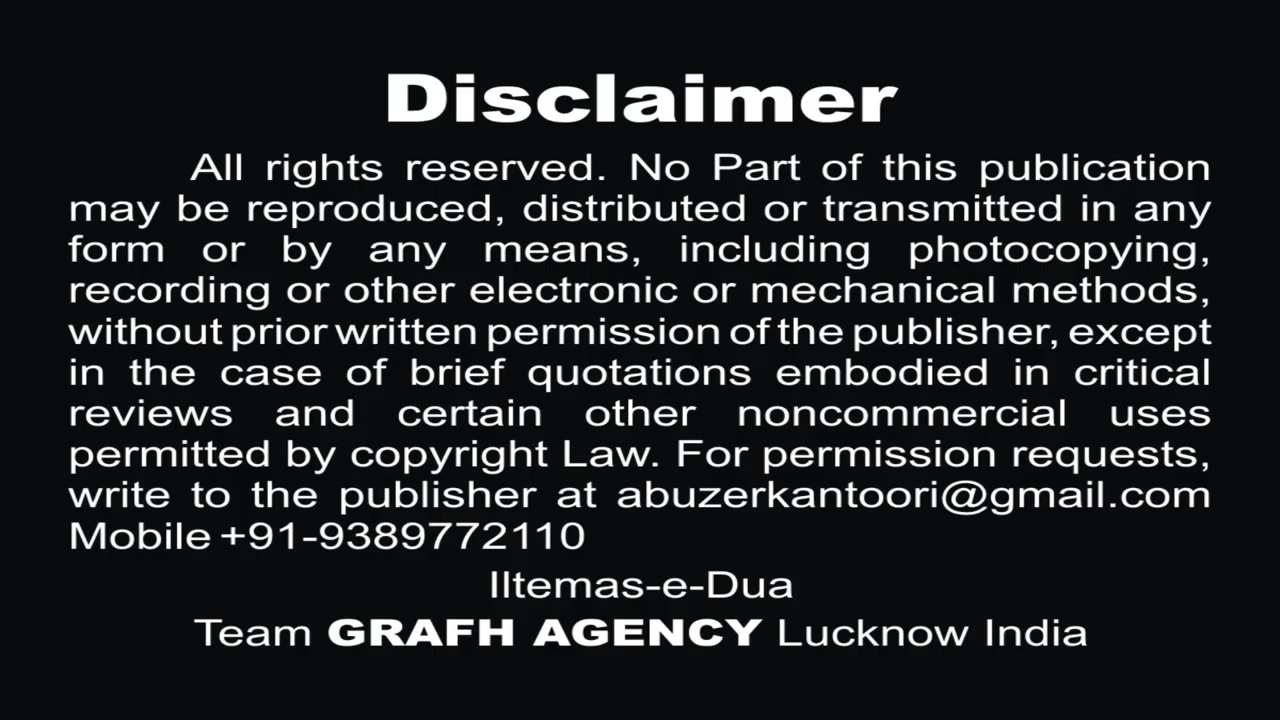 Disclaimer
All rights reserved. No Part of this publication
may be reproduced, distributed or transmitted in any
form or by any means, including photocopying,
recording or other electronic or mechanical methods,
without prior written permission of the publisher, except
in the case of brief quotations embodied in critical
reviews and certain other noncommercial uses
permitted by copyright Law. For permission requests,
write to the publisher at abuzerkantoori@gmail.com
Mobile +91-9389772110
IItemas-e-Dua
Team GRAFH AGENCY Lucknow India